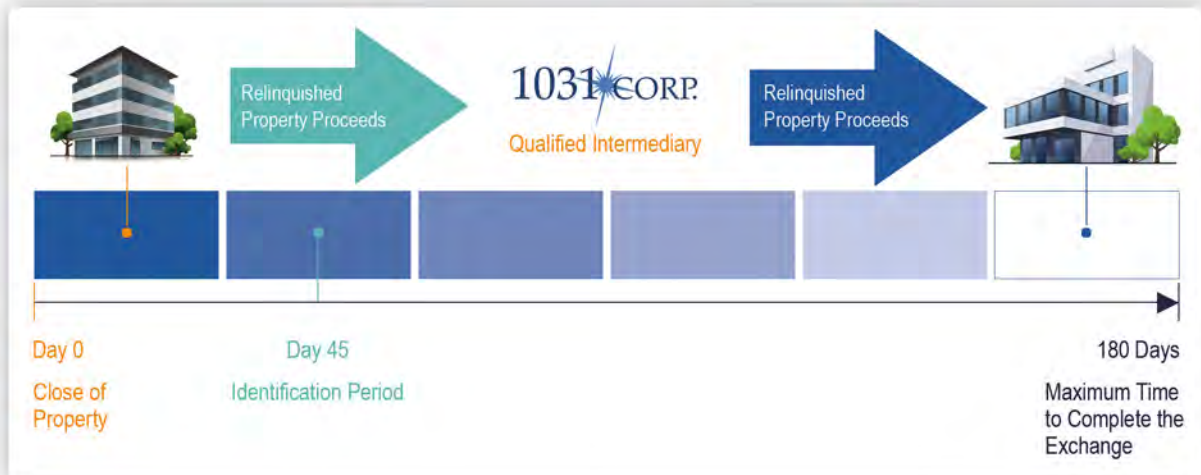 Relinquished
Property Proceeds
1031 CORP.
Qualified Intermediary
Relinquished
Property Proceeds
Day 0
Close of
Property
Day 45
Identification Period
180 Days
Maximum Time
to Complete the
Exchange